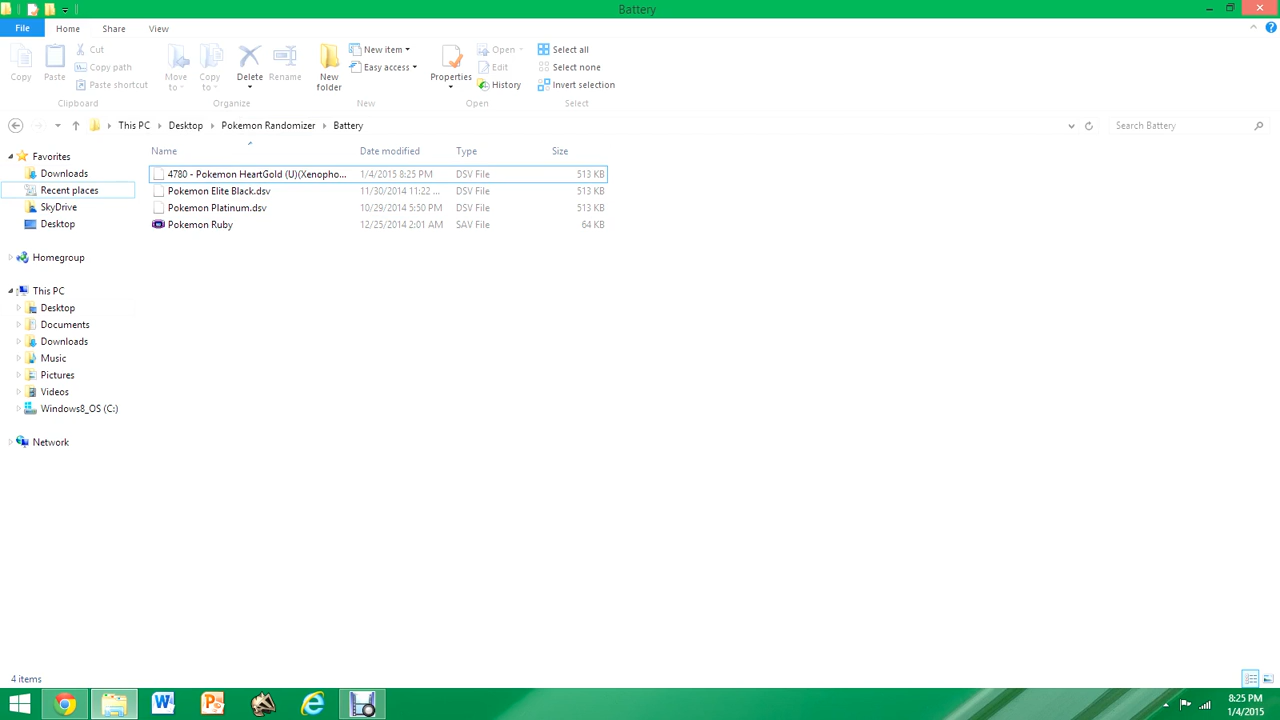 Battery
File Home Share View
Cut
Copy path
Paste shortcut
Copy Paste
Clipboard
Move to Copy to Delete Rename
Organize
New folder
New item
Easy access
New
Properties
Open
Edit
History
Open
Select all
Select none
Invert selection
Select
This PC Desktop Pokemon Randomizer Battery
Search Battery
Name Date modified Type Size
4780 - Pokemon HeartGold (U)(Xenopho... 1/4/2015 8:25 PM DSV File 513 KB
Pokemon Elite Black.dsv 11/30/2014 11:22 ... DSV File 513 KB
Pokemon Platinum.dsv 10/29/2014 5:50 PM DSV File 513 KB
Pokemon Ruby 12/25/2014 2:01 AM SAV File 64 KB
Favorites
Downloads
Recent places
SkyDrive
Desktop
Homegroup
This PC
Desktop
Documents
Downloads
Music
Pictures
Videos
Windows8_OS (C:)
Network
4 items
8:25 PM
1/4/2015